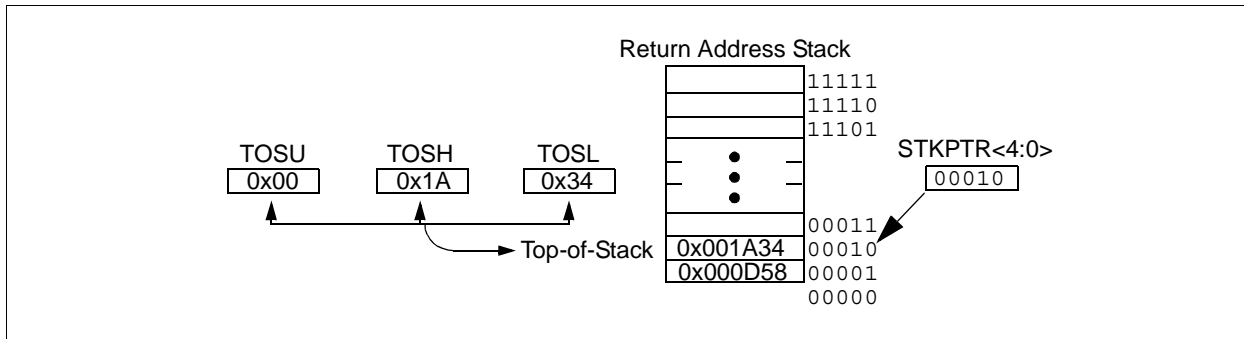 Return Address Stack
11111
11110
11101
TOSU TOSH TOSL STKPTR<4:0>
0x00 0x1A 0x34 00010
00011
Top-of-Stack 0x001A34 00010
0x000D58 00001
00000